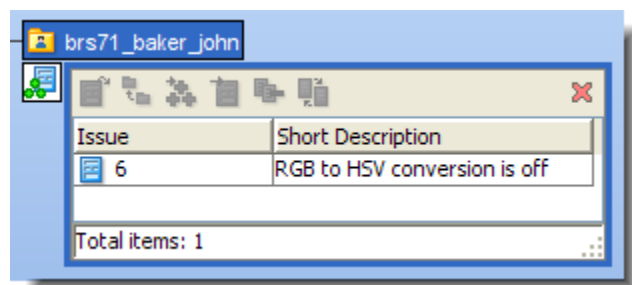 brs71_baker_john
Issue Short Description
6 RGB to HSV conversion is off
Total items: 1